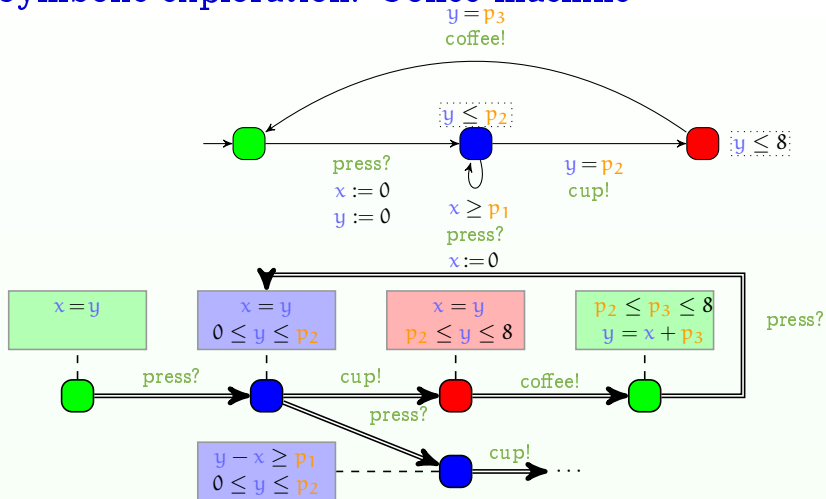 symbolic exploration: Coffee machine
y = p3
coffee!
y ≤ p2
y ≤ 8
press?
x := 0
y := 0
y = p2
cup!
x ≥ p1
press?
x := 0
x = y
x = y
0 ≤ y ≤ p2
x = y
p2 ≤ y ≤ 8
p2 ≤ p3 ≤ 8
y = x + p3
press?
press?
cup!
coffee!
press?
y − x ≥ p1
0 ≤ y ≤ p2
cup!
...